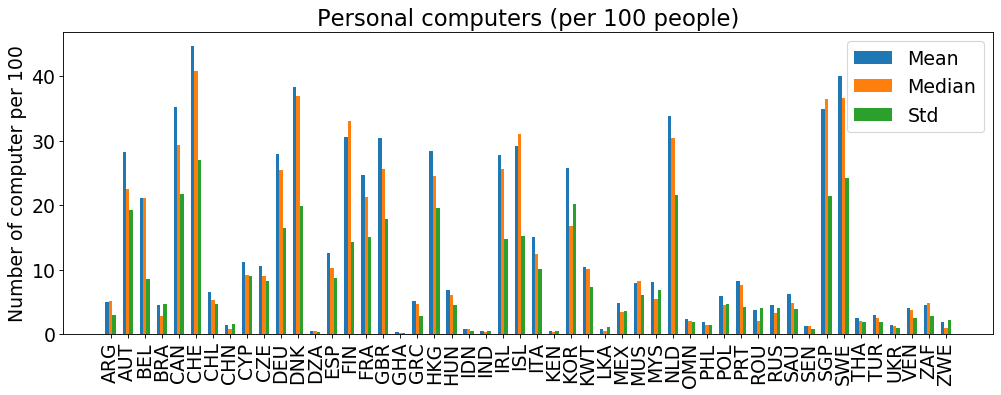 Personal computers (per 100 people)
Number of computer per 100
40
30
20
10
0
Mean
Median
Std
ARG
AUT
BEL
BRA
CAN
CHE
CHL
CHN
CYP
CZE
DEU
DNK
DZA
ESP
FIN
FRA
GBR
GHA
GRC
HKG
HUN
IDN
IND
IRL
ISL
ITA
KEN
KOR
KWT
LKA
MEX
MUS
MYS
NLD
OMN
PHL
POL
PRT
ROU
RUS
SAU
SEN
SGP
SWE
THA
TUR
UKR
VEN
ZAF
ZWE